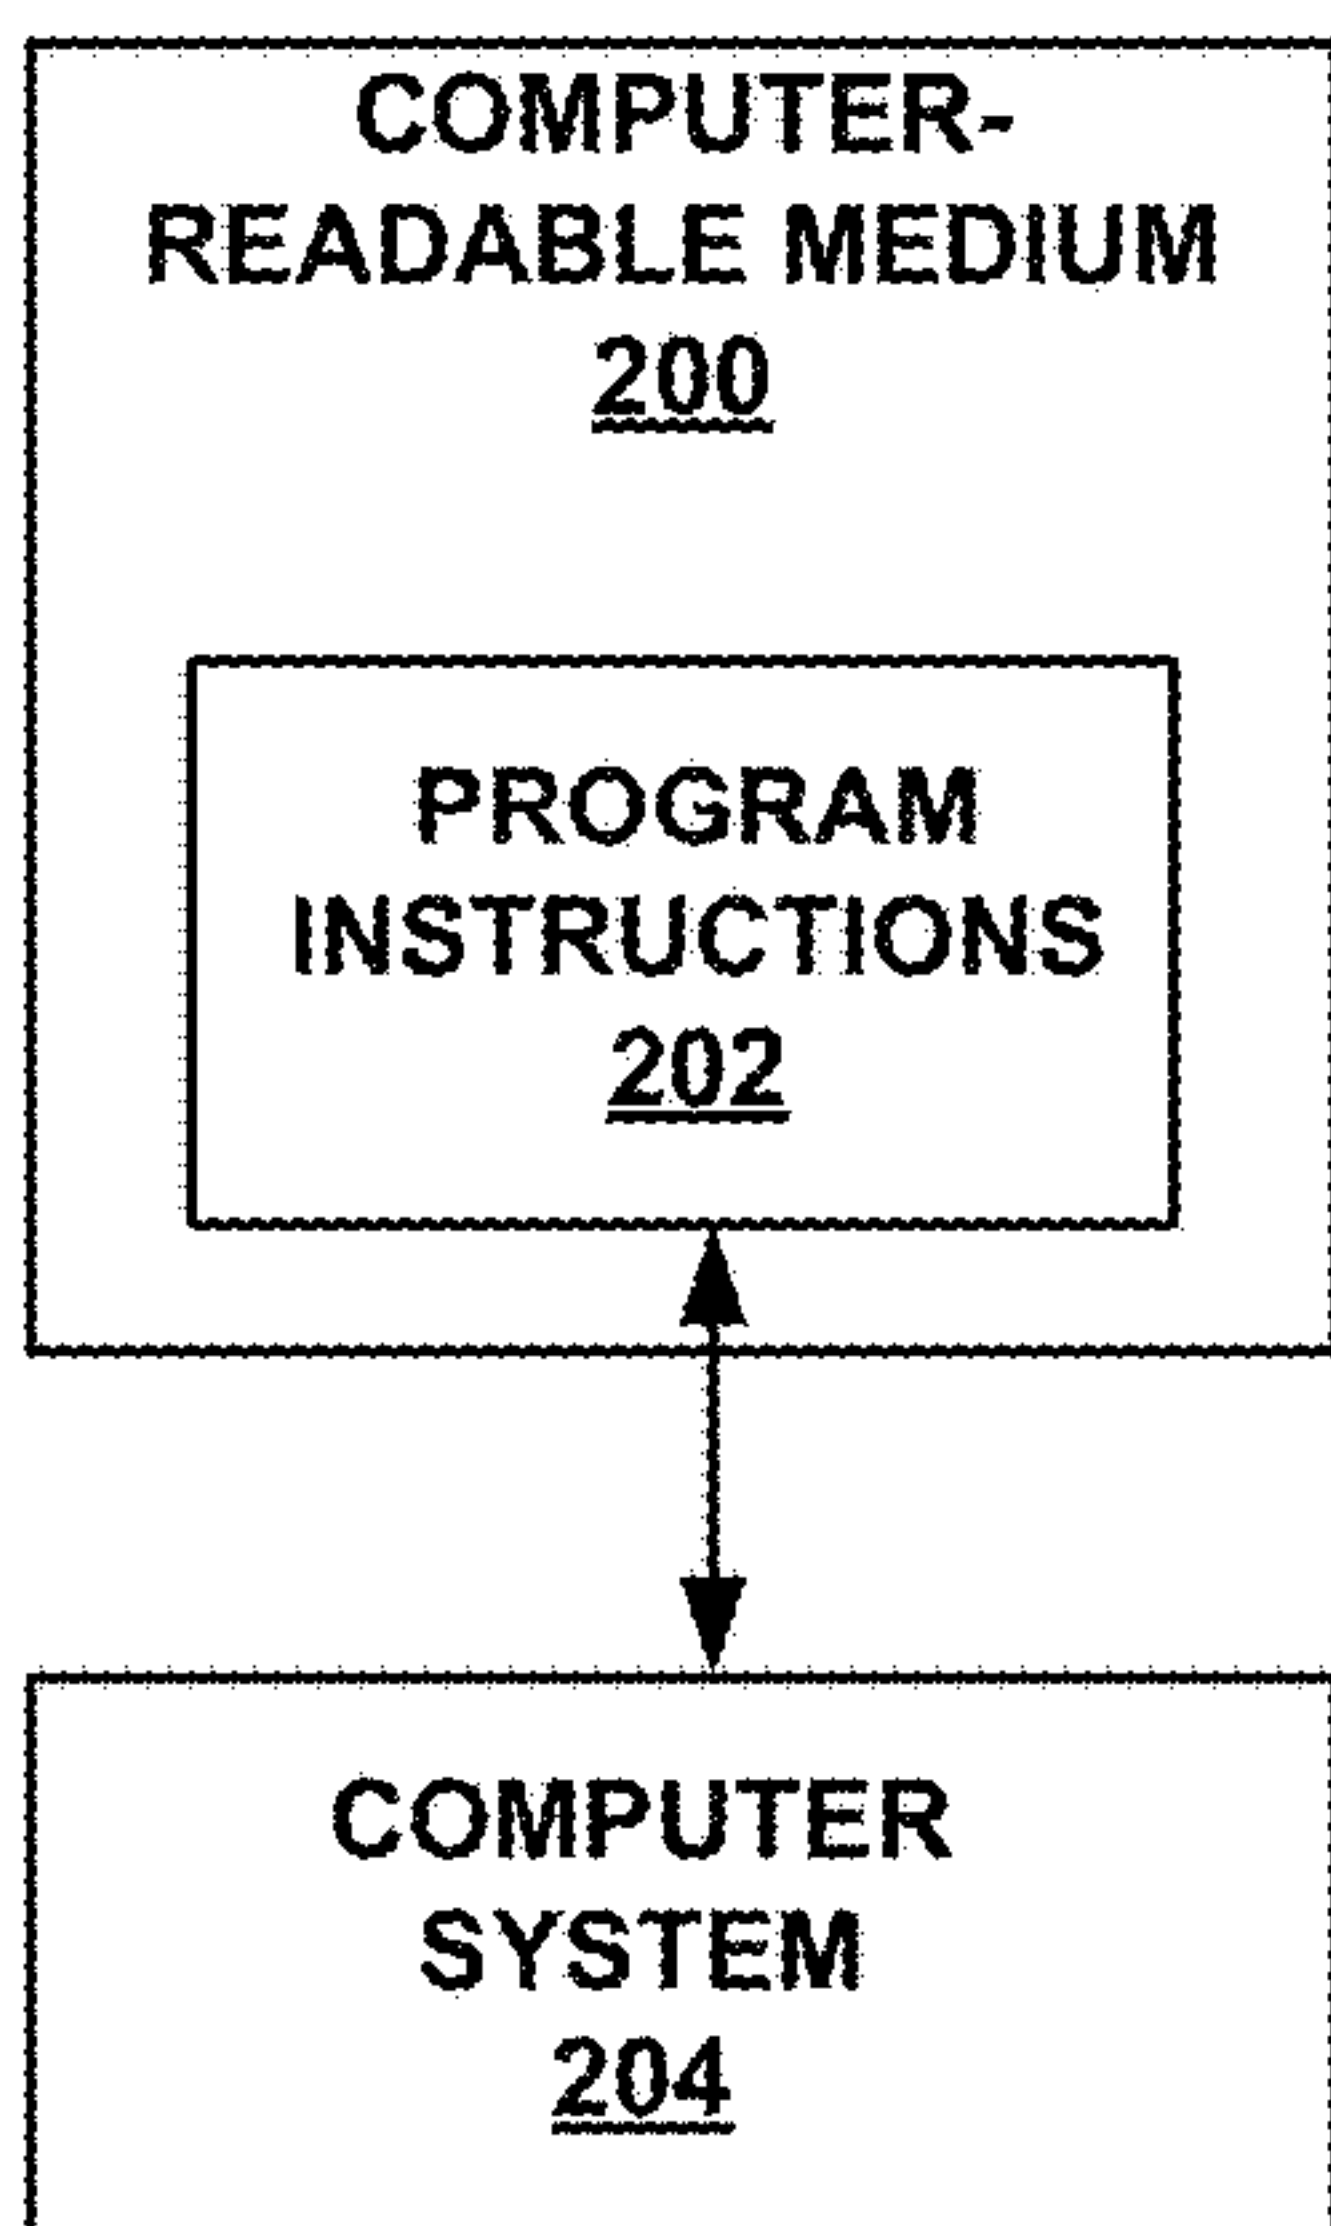 COMPUTER-
READABLE MEDIUM
200
PROGRAM
INSTRUCTIONS
202
COMPUTER
SYSTEM
204